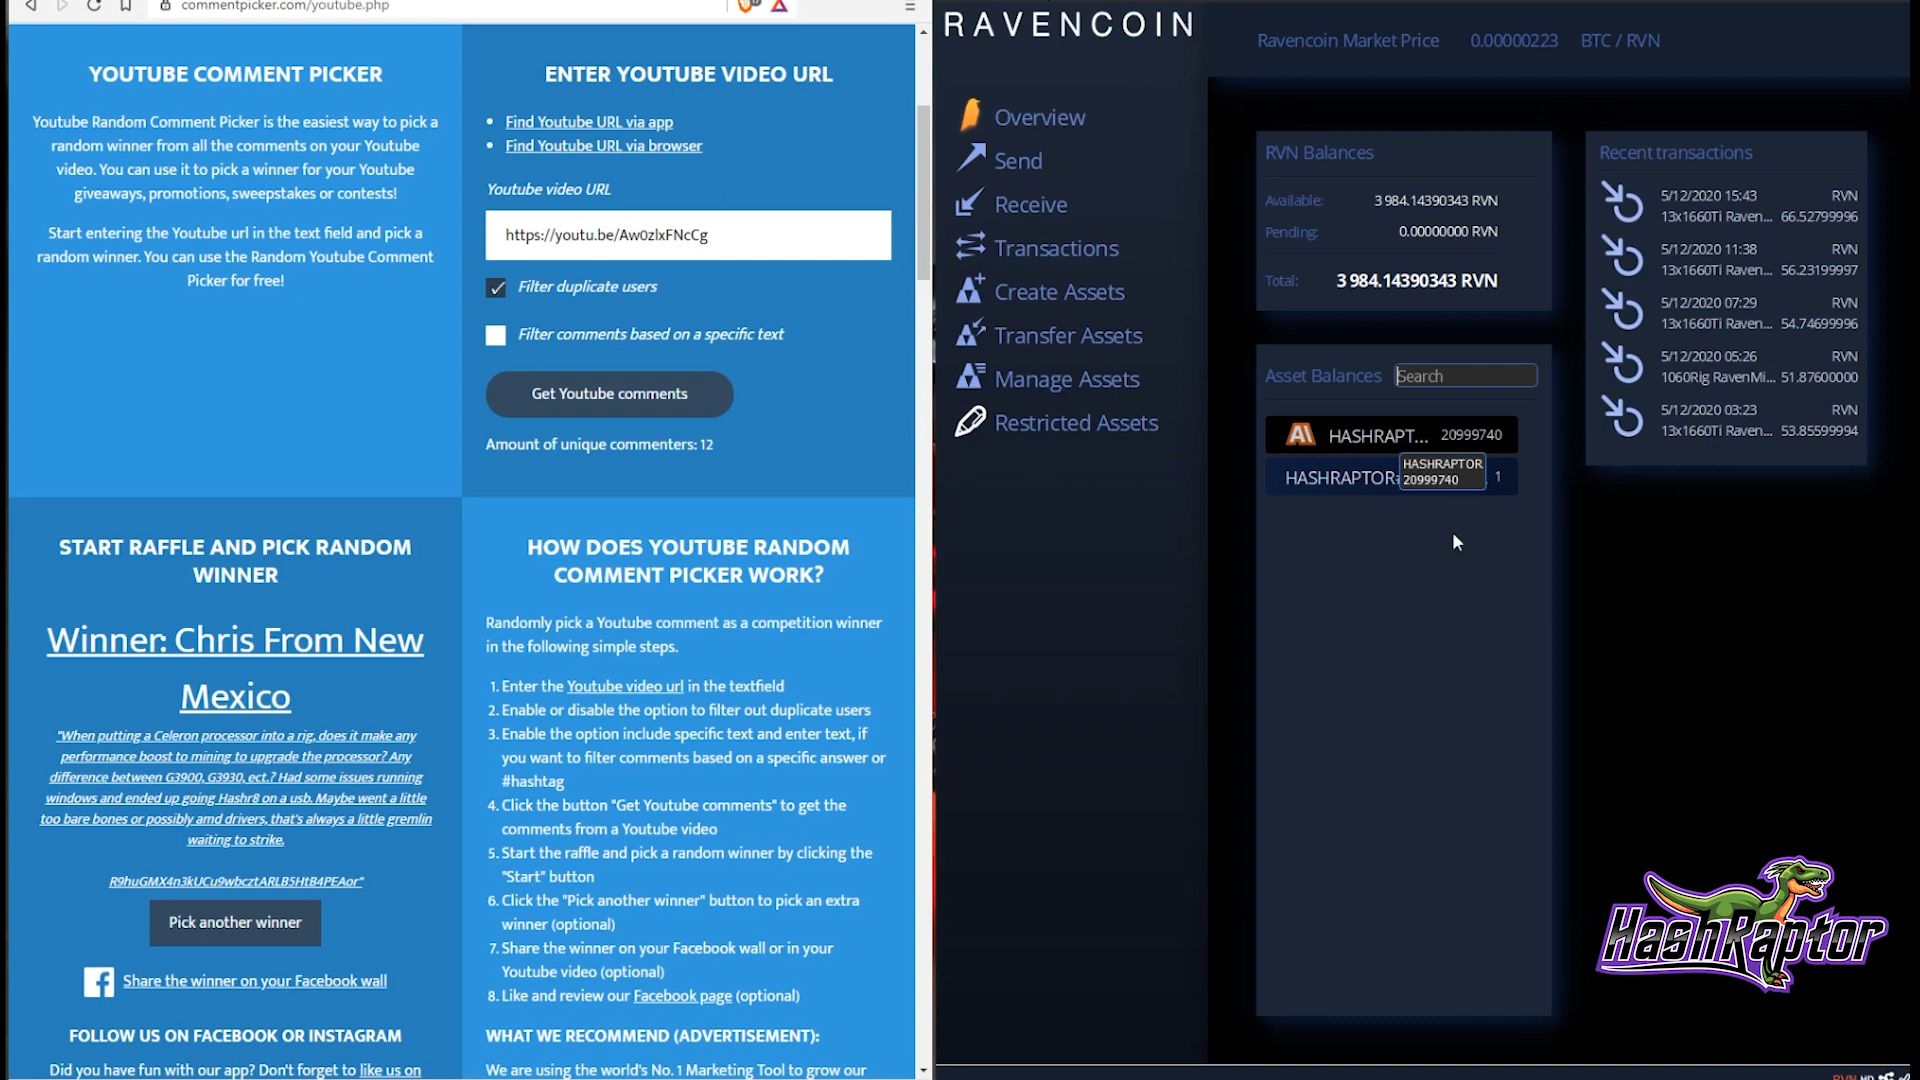 commentpicker.com/youtube.php
YOUTUBE COMMENT PICKER
Youtube Random Comment Picker is the easiest way to pick a
random winner from all the comments on your Youtube
video. You can use it to pick a winner for your Youtube
giveaways, promotions, sweepstakes or contests!
Start entering the Youtube url in the text field and pick a
random winner. You can use the Random Youtube Comment
Picker for free!
ENTER YOUTUBE VIDEO URL
Find Youtube URL via app
Find Youtube URL via browser
Youtube video URL
https://youtu.be/Aw0zlxFNcCg
Filter duplicate users
Filter comments based on a specific text
Get Youtube comments
Amount of unique commenters: 12
START RAFFLE AND PICK RANDOM
WINNER
Winner: Chris From New
Mexico
"When putting a Celeron processor into a rig, does it make any
performance boost to mining to upgrade the processor? Any
difference between G3900, G3930, ect.? Had some issues running
windows and ended up going Hashr8 on a usb. Maybe went a little
too bare bones or possibly amd drivers, that's always a little gremlin
waiting to strike.
R9huGMX4n3kUCu9wbcztARLB5HtB4PEAor"
Pick another winner
Share the winner on your Facebook wall
FOLLOW US ON FACEBOOK OR INSTAGRAM
Did you have fun with our app? Don't forget to like us on
HOW DOES YOUTUBE RANDOM
COMMENT PICKER WORK?
Randomly pick a Youtube comment as a competition winner
in the following simple steps.
1. Enter the Youtube video url in the textfield
2. Enable or disable the option to filter out duplicate users
3. Enable the option include specific text and enter text, if
you want to filter comments based on a specific answer or
#hashtag
4. Click the button "Get Youtube comments" to get the
comments from a Youtube video
5. Start the raffle and pick a random winner by clicking the
"Start" button
6. Click the "Pick another winner" button to pick an extra
winner (optional)
7. Share the winner on your Facebook wall or in your
Youtube video (optional)
8. Like and review our Facebook page (optional)
WHAT WE RECOMMEND (ADVERTISEMENT):
We are using the world's No. 1 Marketing Tool to grow our
RAVENCOIN
Overview
Send
Receive
Transactions
Create Assets
Transfer Assets
Manage Assets
Restricted Assets
Ravencoin Market Price 0.00000223 BTC / RVN
RVN Balances
Available: 3 984.14390343 RVN
Pending: 0.00000000 RVN
Total: 3 984.14390343 RVN
Asset Balances Search
HASHRAPT... 20999740
HASHRAPTOR 1
HASHRAPTOR
20999740
Recent transactions
5/12/2020 15:43 RVN
13x1660Ti Raven... 66.52799996
5/12/2020 11:38 RVN
13x1660Ti Raven... 56.23199997
5/12/2020 07:29 RVN
13x1660Ti Raven... 54.74699996
5/12/2020 05:26 RVN
1060Rig RavenMi... 51.87600000
5/12/2020 03:23 RVN
13x1660Ti Raven... 53.85599994
HashRaptor
RVN HD